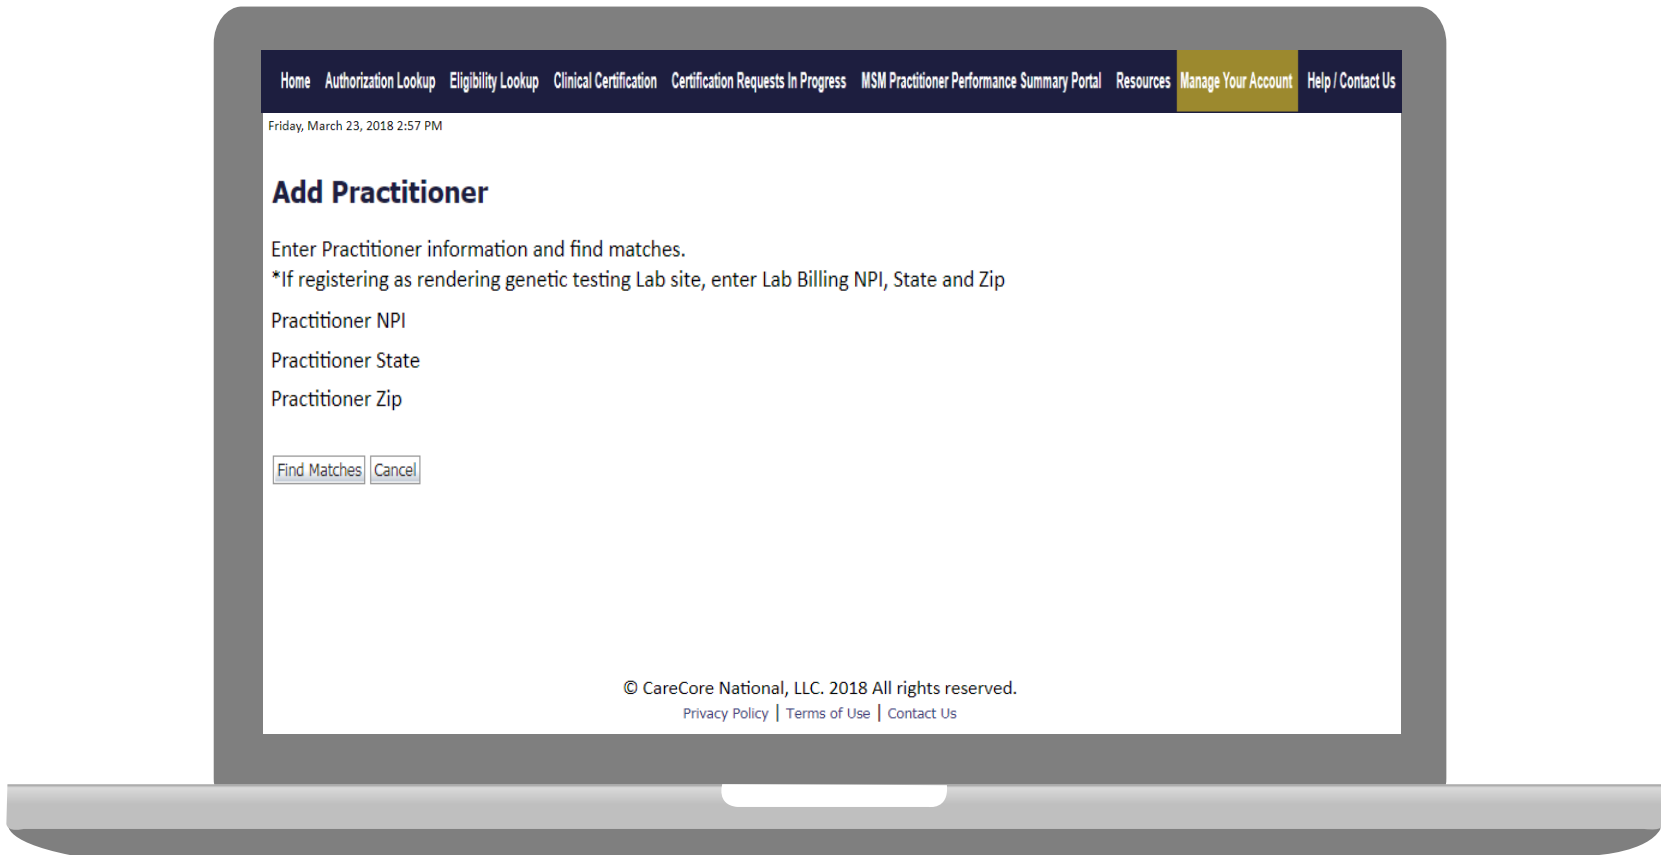 Home Authorization Lookup Eligibility Lookup Clinical Certification Certification Requests In Progress MSM Practitioner Performance Summary Portal Resources Manage Your Account Help / Contact Us
Friday, March 23, 2018 2:57 PM
Add Practitioner
Enter Practitioner information and find matches.
*If registering as rendering genetic testing Lab site, enter Lab Billing NPI, State and Zip
Practitioner NPI
Practitioner State
Practitioner Zip
Find Matches Cancel
© CareCore National, LLC. 2018 All rights reserved.
Privacy Policy | Terms of Use | Contact Us